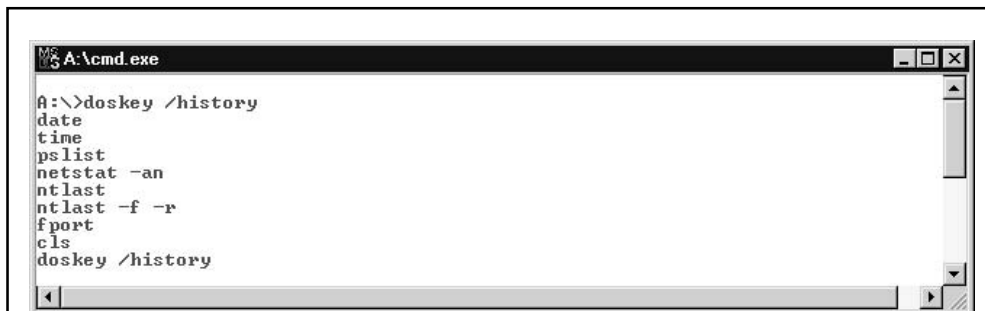 A:\cmd.exe
A:\>doskey /history
date
time
pslist
netstat -an
ntlast
ntlast -f -r
fport
cls
doskey /history